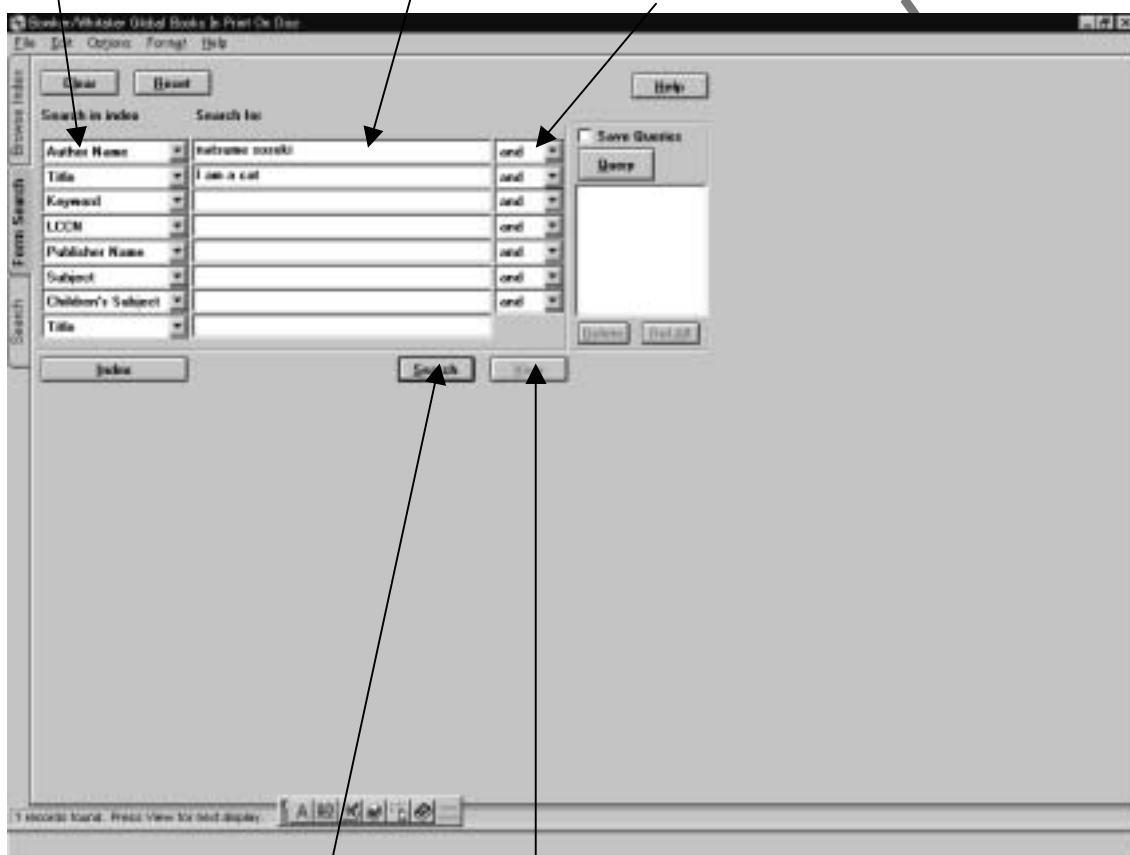 Bowker/Whitaker Global Books In Print On Disc
File Edit Options Format Help
Browse Index
Form Search
Search
Clear Reset Help
Search in index Search for
Author Name natsume soseki and
Title I am a cat and
Keyword and
LCCN and
Publisher Name and
Subject and
Children's Subject and
Title
Save Queries
Query
Delete Del All
Index Search
records found. Press View for text display.